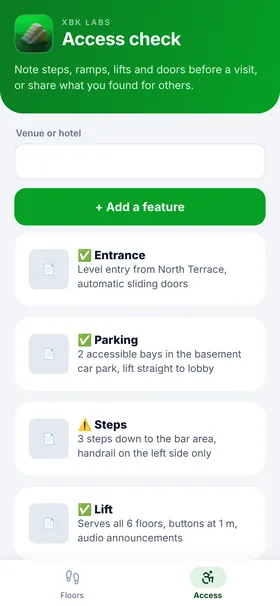 XBK LABS
Access check
Note steps, ramps, lifts and doors before a visit,
or share what you found for others.
Venue or hotel
+ Add a feature
✅ Entrance
Level entry from North Terrace,
automatic sliding doors
✅ Parking
2 accessible bays in the basement
car park, lift straight to lobby
⚠️ Steps
3 steps down to the bar area,
handrail on the left side only
✅ Lift
Serves all 6 floors, buttons at 1 m,
audio announcements
Floors
Access